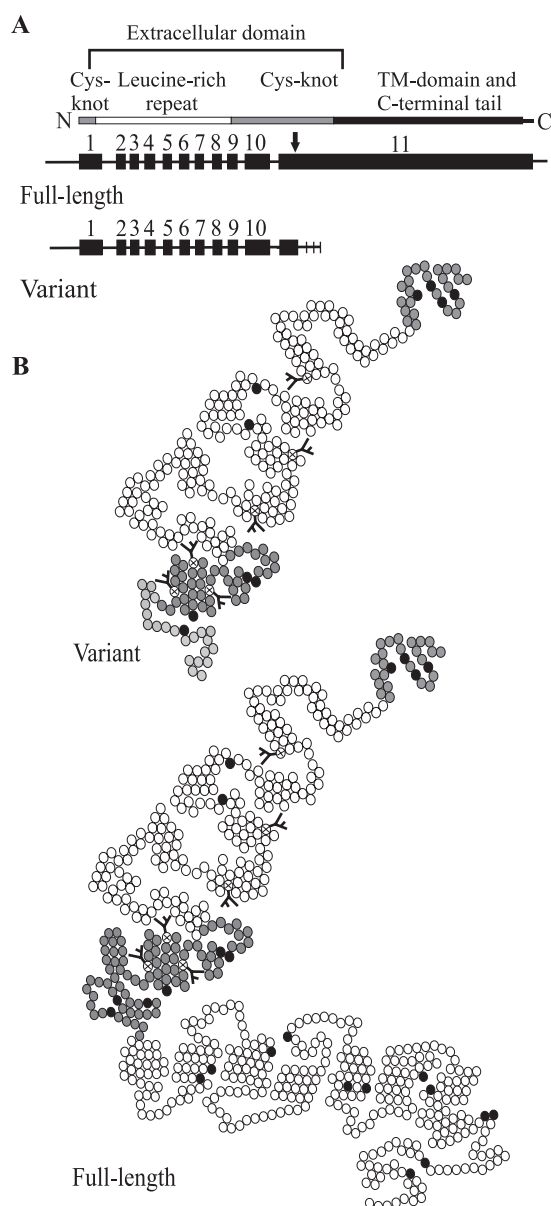 A
Extracellular domain
Cys-knot Leucine-rich repeat Cys-knot TM-domain and C-terminal tail
N C
1 2 3 4 5 6 7 8 9 10 11
Full-length
1 2 3 4 5 6 7 8 9 10
Variant
B
Variant
Full-length